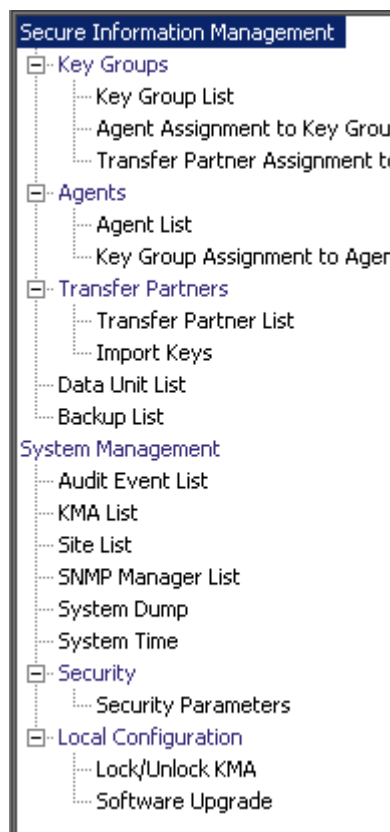 Secure Information Management
Key Groups
Key Group List
Agent Assignment to Key Grou
Transfer Partner Assignment to
Agents
Agent List
Key Group Assignment to Agen
Transfer Partners
Transfer Partner List
Import Keys
Data Unit List
Backup List
System Management
Audit Event List
KMA List
Site List
SNMP Manager List
System Dump
System Time
Security
Security Parameters
Local Configuration
Lock/Unlock KMA
Software Upgrade